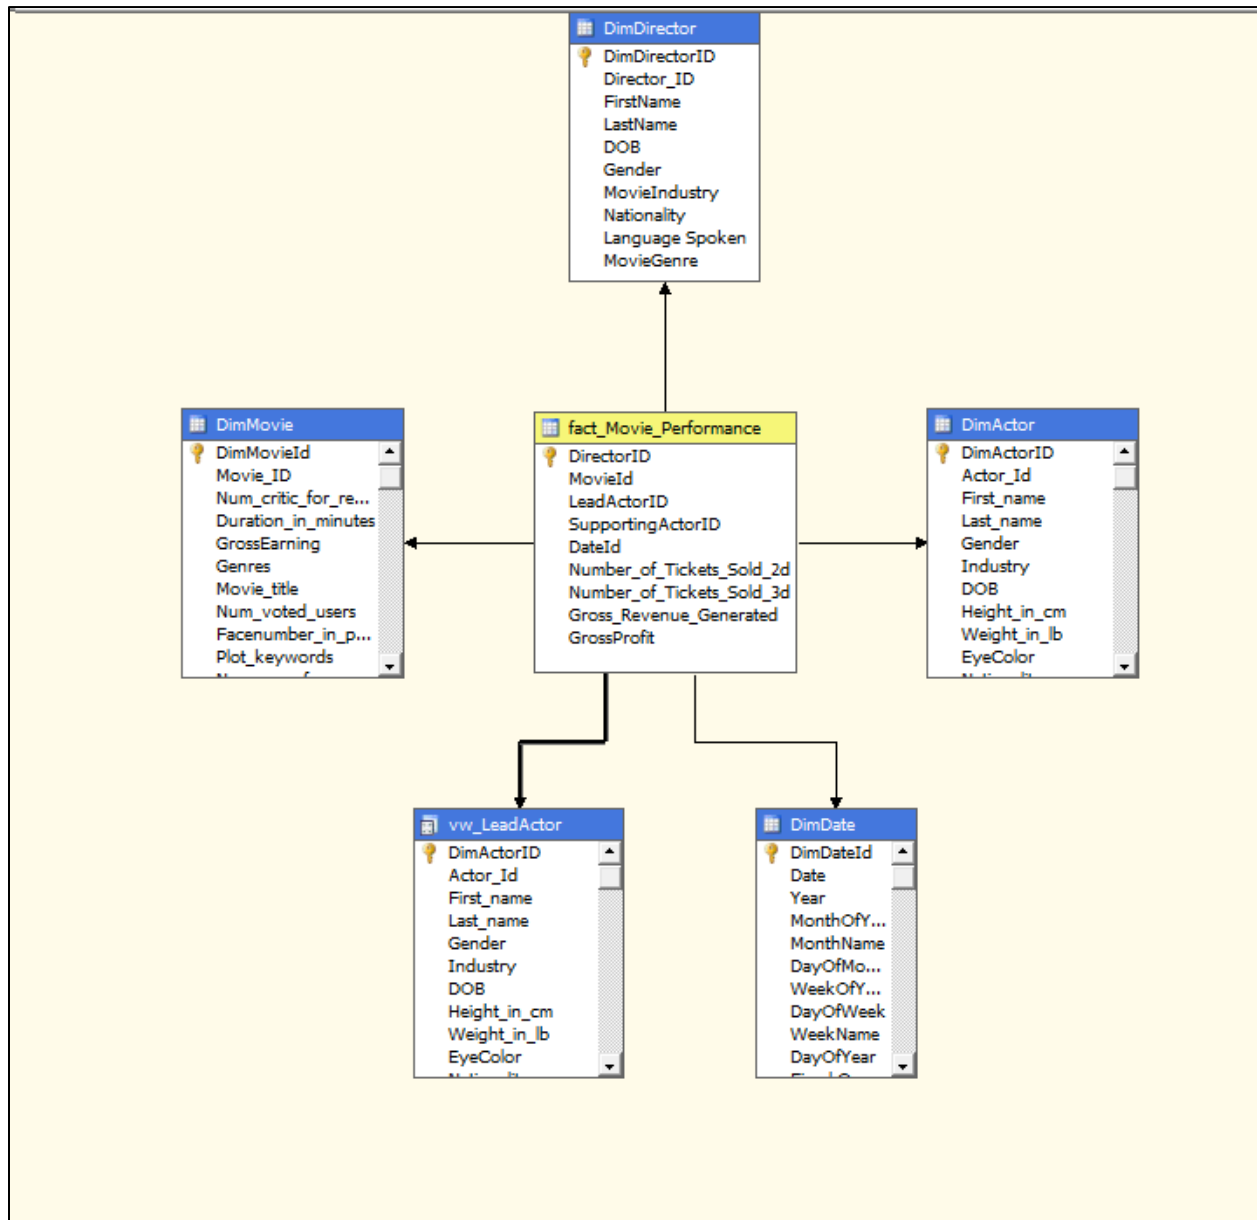 DimDirector
DimDirectorID
Director_ID
FirstName
LastName
DOB
Gender
MovieIndustry
Nationality
Language Spoken
MovieGenre
DimMovie
DimMovieId
Movie_ID
Num_critic_for_re...
Duration_in_minutes
GrossEarning
Genres
Movie_title
Num_voted_users
Facenumber_in_p...
Plot_keywords
fact_Movie_Performance
DirectorID
MovieId
LeadActorID
SupportingActorID
DateId
Number_of_Tickets_Sold_2d
Number_of_Tickets_Sold_3d
Gross_Revenue_Generated
GrossProfit
DimActor
DimActorID
Actor_Id
First_name
Last_name
Gender
Industry
DOB
Height_in_cm
Weight_in_lb
EyeColor
vw_LeadActor
DimActorID
Actor_Id
First_name
Last_name
Gender
Industry
DOB
Height_in_cm
Weight_in_lb
EyeColor
DimDate
DimDateId
Date
Year
MonthOfY...
MonthName
DayOfMo...
WeekOfY...
DayOfWeek
WeekName
DayOfYear